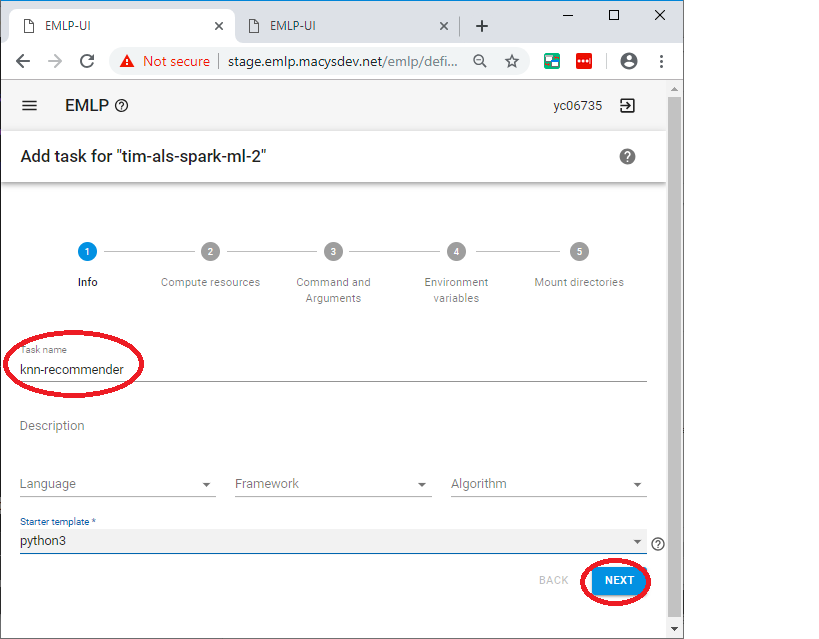 EMLP-UI
EMLP-UI
Not secure
stage.emlp.macysdev.net/emlp/defi...
EMLP
yc06735
Add task for "tim-als-spark-ml-2"
1
2
3
4
5
Info
Compute resources
Command and
Arguments
Environment
variables
Mount directories
Task name
knn-recommender
Description
Language
Framework
Algorithm
Starter template *
python3
BACK
NEXT